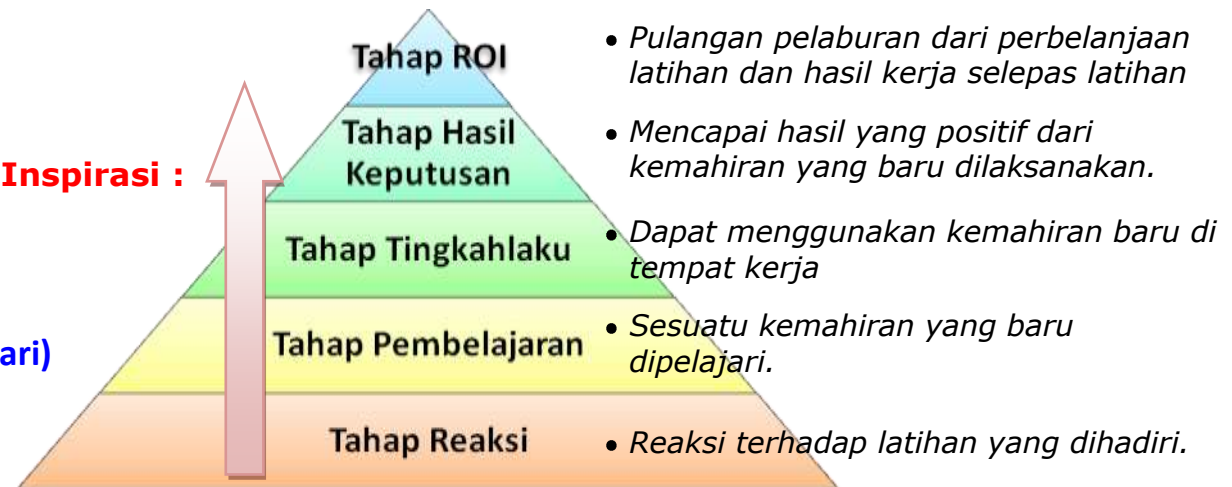 Tahap ROI
• Pulangan pelaburan dari perbelanjaan
latihan dan hasil kerja selepas latihan
Inspirasi :
Tahap Hasil
Keputusan
• Mencapai hasil yang positif dari
kemahiran yang baru dilaksanakan.
Tahap Tingkahlaku
• Dapat menggunakan kemahiran baru di
tempat kerja
ari)
Tahap Pembelajaran
• Sesuatu kemahiran yang baru
dipelajari.
Tahap Reaksi
• Reaksi terhadap latihan yang dihadiri.